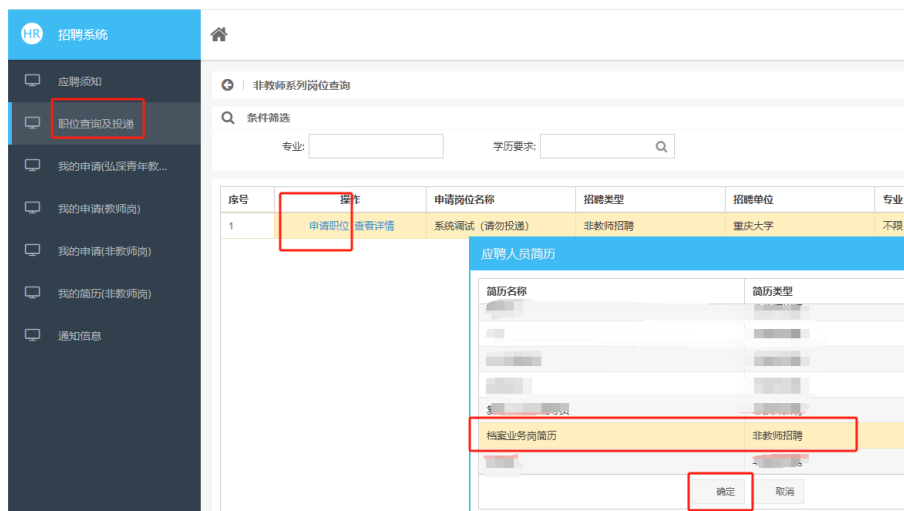 HR 招聘系统
应聘须知
职位查询及投递
我的申请(弘深青年教...
我的申请(教师岗)
我的申请(非教师岗)
我的简历(非教师岗)
通知信息
非教师系列岗位查询
条件筛选
专业: 学历要求:
序号 操作 申请岗位名称 招聘类型 招聘单位 专业
1 申请职位 查看详情 系统调试（请勿投递） 非教师招聘 重庆大学 不限
应聘人员简历
简历名称 简历类型
档案业务岗简历 非教师招聘
确定 取消